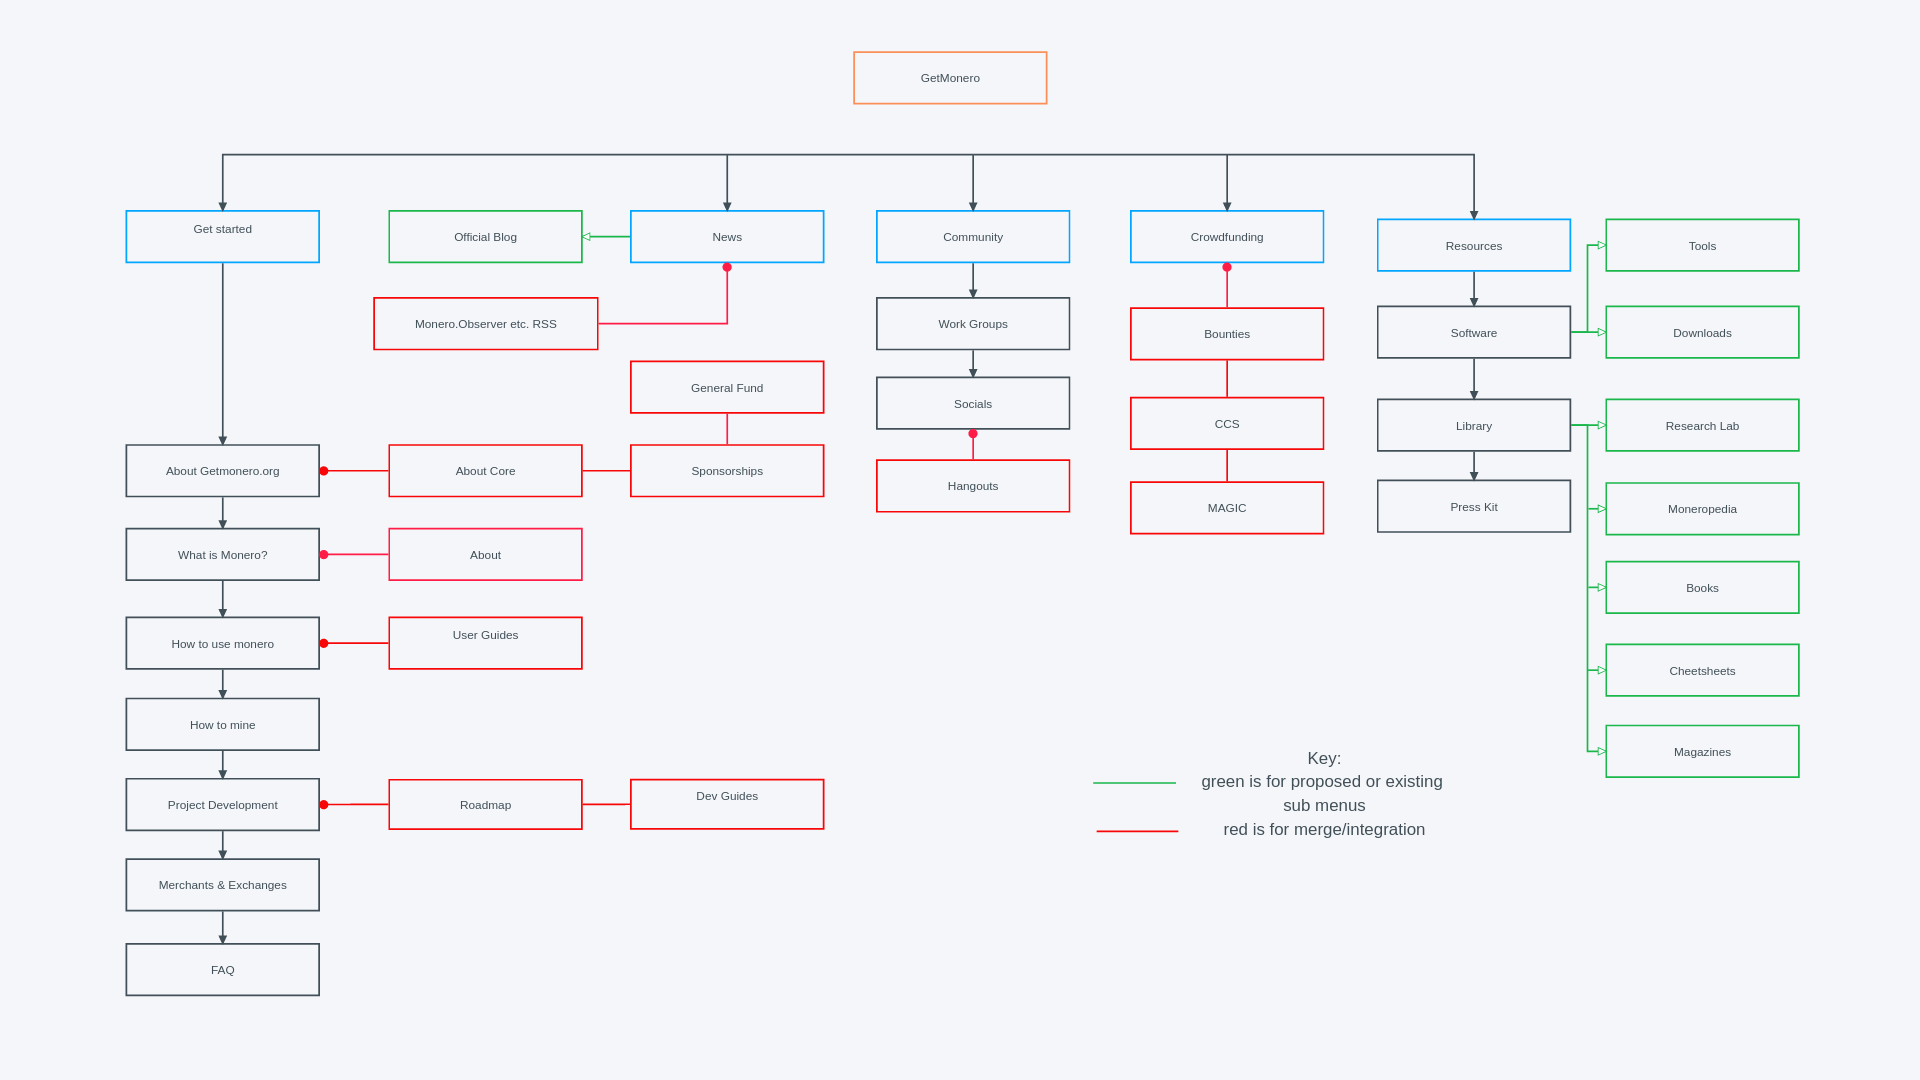 GetMonero
Get started
Official Blog
News
Community
Crowdfunding
Resources
Tools
Monero.Observer etc. RSS
Work Groups
Bounties
Software
Downloads
General Fund
Socials
CCS
Library
Research Lab
About Getmonero.org
About Core
Sponsorships
Hangouts
MAGIC
Press Kit
Moneropedia
What is Monero?
About
Books
How to use monero
User Guides
Cheetsheets
How to mine
Magazines
Key:
green is for proposed or existing
sub menus
red is for merge/integration
Project Development
Roadmap
Dev Guides
Merchants & Exchanges
FAQ